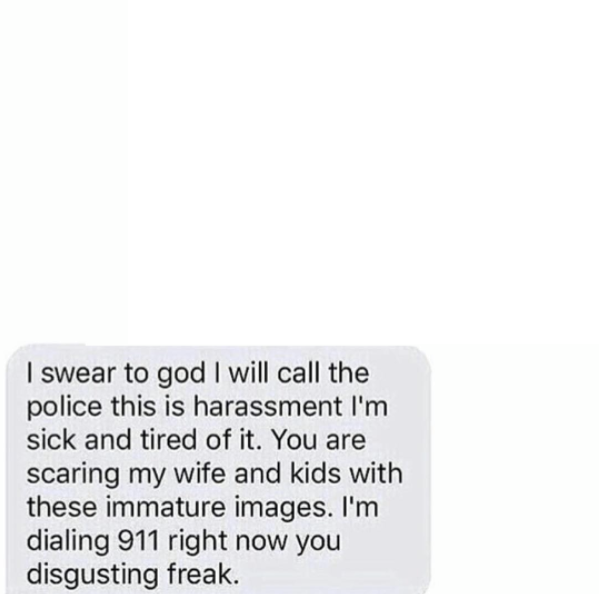 I swear to god I will call the
police this is harassment I'm
sick and tired of it. You are
scaring my wife and kids with
these immature images. I'm
dialing 911 right now you
disgusting freak.